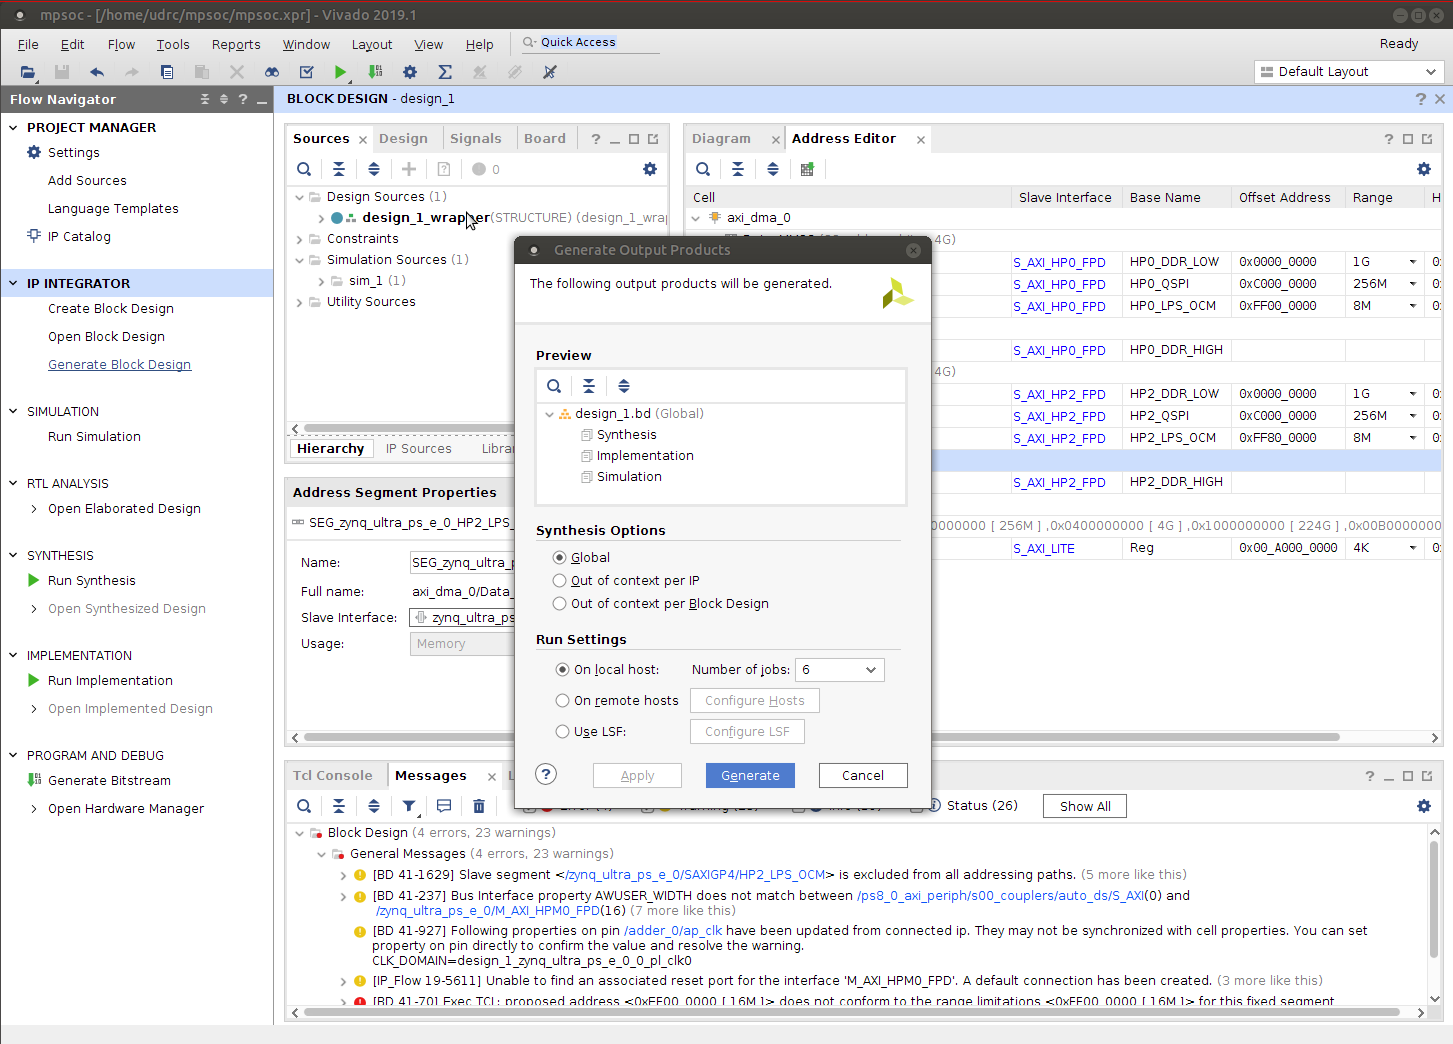 mpsoc - [/home/udrc/mpsoc/mpsoc.xpr] - Vivado 2019.1
File Edit Flow Tools Reports Window Layout View Help Quick Access Ready
Default Layout
Flow Navigator
PROJECT MANAGER
Settings
Add Sources
Language Templates
IP Catalog
IP INTEGRATOR
Create Block Design
Open Block Design
Generate Block Design
SIMULATION
Run Simulation
RTL ANALYSIS
Open Elaborated Design
SYNTHESIS
Run Synthesis
Open Synthesized Design
IMPLEMENTATION
Run Implementation
Open Implemented Design
PROGRAM AND DEBUG
Generate Bitstream
Open Hardware Manager
BLOCK DESIGN - design_1
Sources Design Signals Board
0
Design Sources (1)
design_1_wrapper(STRUCTURE) (design_1_wrap
Constraints
Simulation Sources (1)
sim_1 (1)
Utility Sources
Hierarchy IP Sources Librar
Address Segment Properties
SEG_zynq_ultra_ps_e_0_HP2_LPS_
Name: SEG_zynq_ultra_p
Full name: axi_dma_0/Data_
Slave Interface: zynq_ultra_ps
Usage: Memory
Diagram Address Editor
Cell Slave Interface Base Name Offset Address Range H
axi_dma_0
4G)
S_AXI_HP0_FPD HP0_DDR_LOW 0x0000_0000 1G 0:
S_AXI_HP0_FPD HP0_QSPI 0xC000_0000 256M 0:
S_AXI_HP0_FPD HP0_LPS_OCM 0xFF00_0000 8M 0:
S_AXI_HP0_FPD HP0_DDR_HIGH
4G)
S_AXI_HP2_FPD HP2_DDR_LOW 0x0000_0000 1G 0:
S_AXI_HP2_FPD HP2_QSPI 0xC000_0000 256M 0:
S_AXI_HP2_FPD HP2_LPS_OCM 0xFF80_0000 8M 0:
S_AXI_HP2_FPD HP2_DDR_HIGH
0000000 [ 256M ] ,0x0400000000 [ 4G ] ,0x1000000000 [ 224G ] ,0x00B0000000
S_AXI_LITE Reg 0x00_A000_0000 4K 0:
Generate Output Products
The following output products will be generated.
Preview
design_1.bd (Global)
Synthesis
Implementation
Simulation
Synthesis Options
Global
Out of context per IP
Out of context per Block Design
Run Settings
On local host: Number of jobs: 6
On remote hosts Configure Hosts
Use LSF: Configure LSF
? Apply Generate Cancel
Tcl Console Messages
Status (26) Show All
Block Design (4 errors, 23 warnings)
General Messages (4 errors, 23 warnings)
[BD 41-1629] Slave segment </zynq_ultra_ps_e_0/SAXIGP4/HP2_LPS_OCM> is excluded from all addressing paths. (5 more like this)
[BD 41-237] Bus Interface property AWUSER_WIDTH does not match between /ps8_0_axi_periph/s00_couplers/auto_ds/S_AXI(0) and
/zynq_ultra_ps_e_0/M_AXI_HPM0_FPD(16) (7 more like this)
[BD 41-927] Following properties on pin /adder_0/ap_clk have been updated from connected ip. They may not be synchronized with cell properties. You can set
property on pin directly to confirm the value and resolve the warning.
CLK_DOMAIN=design_1_zynq_ultra_ps_e_0_0_pl_clk0
[IP_Flow 19-5611] Unable to find an associated reset port for the interface 'M_AXI_HPM0_FPD'. A default connection has been created. (3 more like this)
[BD 41-70] Exec TCL: proposed address <0xFF00_0000 [ 16M ]> does not conform to the range limitations <0xFF00_0000 [ 16M ]> for this fixed segment